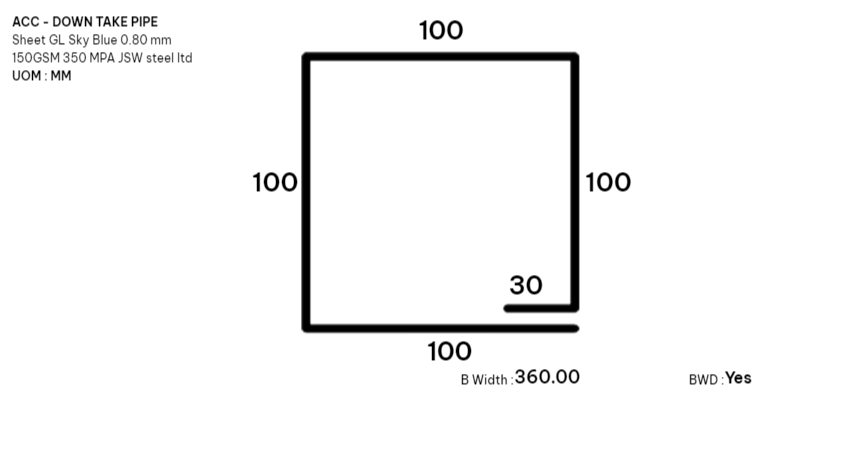 ACC - DOWN TAKE PIPE
Sheet GL Sky Blue 0.80 mm
150GSM 350 MPA JSW steel ltd
UOM : MM
100
100
100
30
100
B Width : 360.00
BWD : Yes